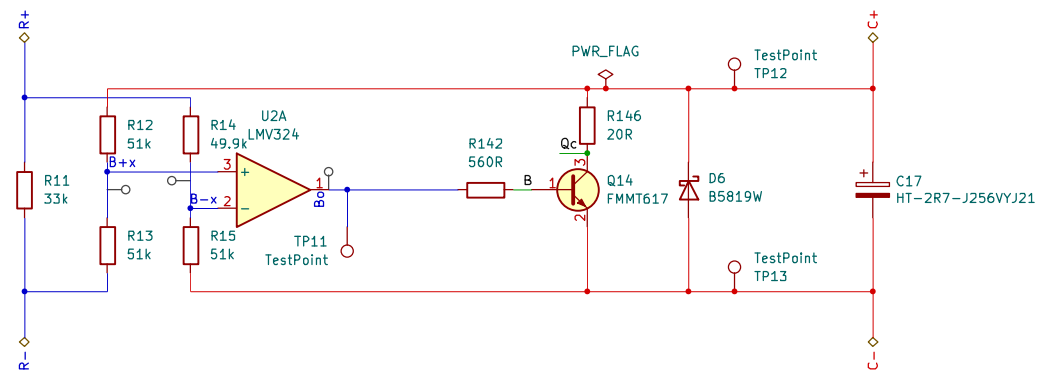 R+
C+
PWR_FLAG
TestPoint
TP12
R12
51k
R14
49.9k
U2A
LMV324
R146
20R
Qc
R142
560R
B+x
3
+
3
R11
33k
1
B
1
Q14
FMMT617
D6
B5819W
+
C17
HT-2R7-J256VYJ21
B-x
2
-
Bo
2
R13
51k
R15
51k
TP11
TestPoint
TestPoint
TP13
R-
C-